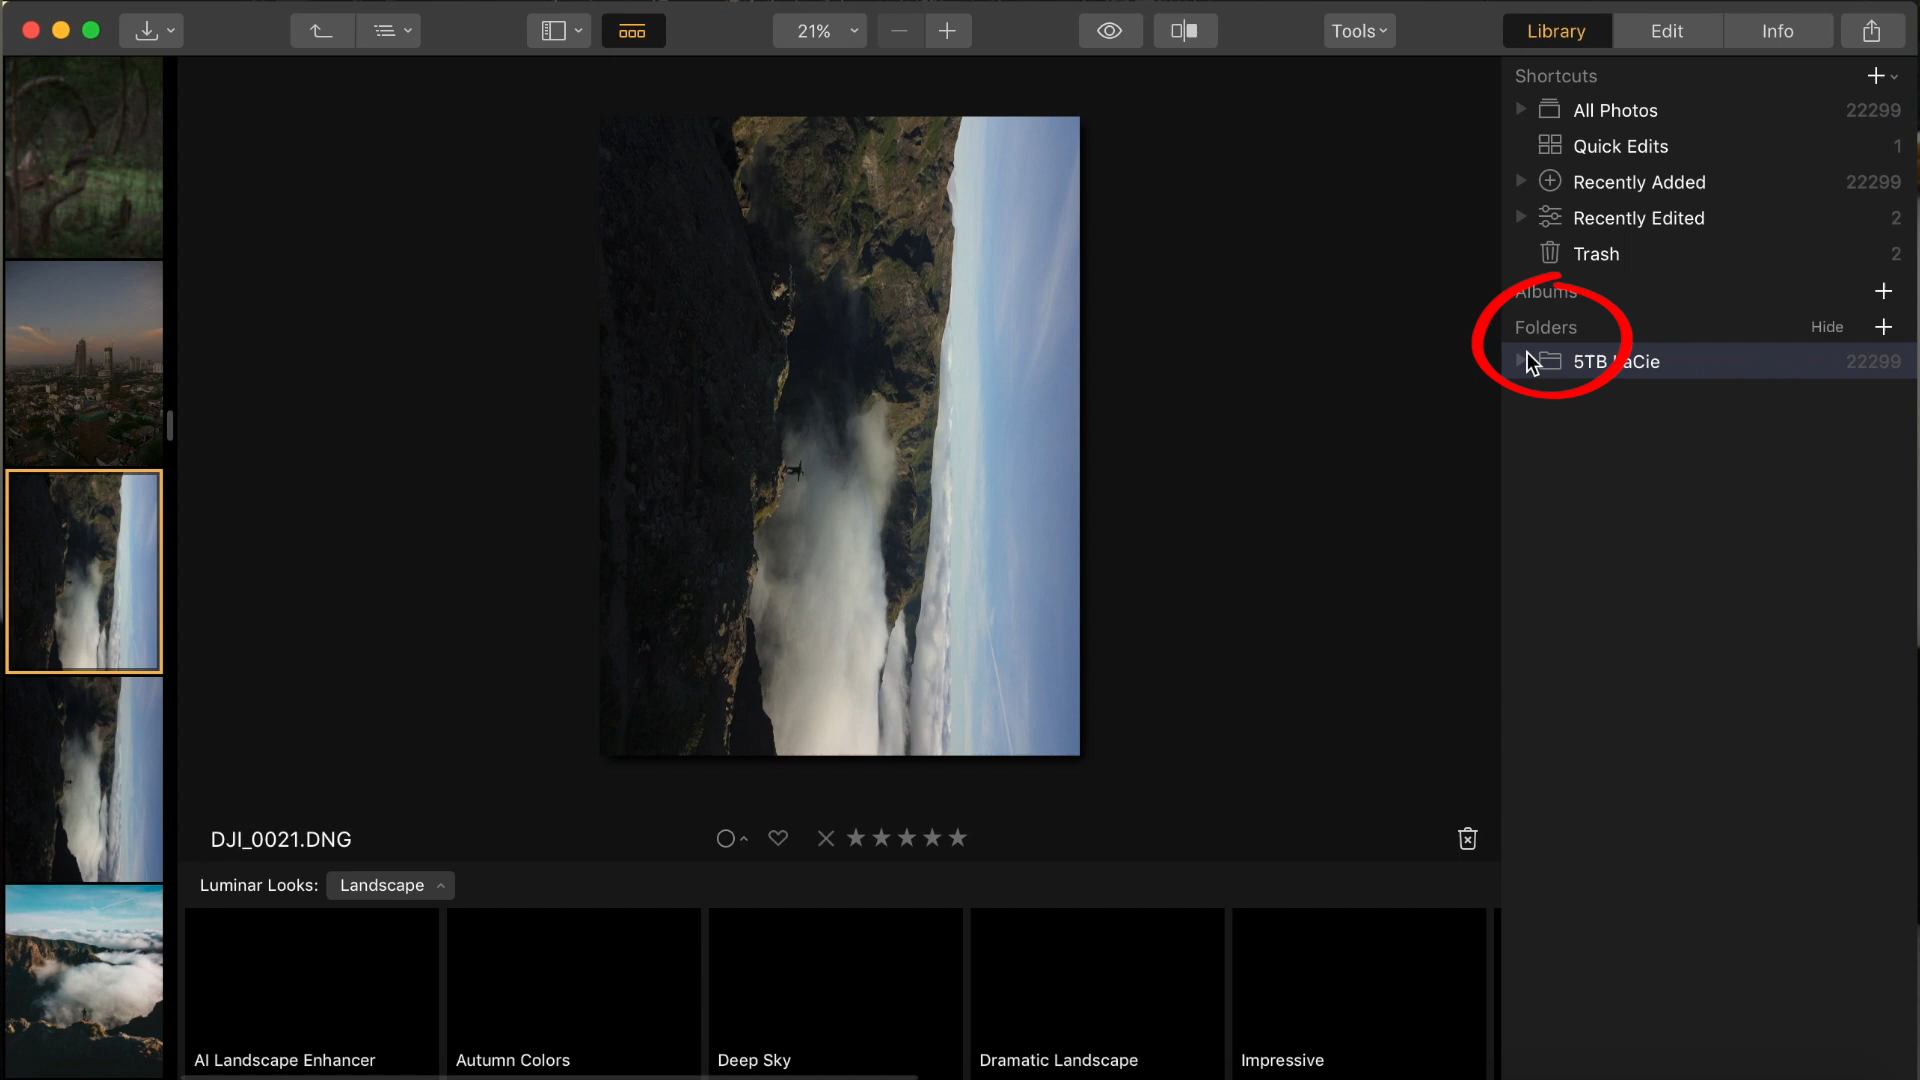 21%
Tools
Library
Edit
Info
Shortcuts
All Photos 22299
Quick Edits 1
Recently Added 22299
Recently Edited 2
Trash 2
Albums
Folders Hide
5TB LaCie 22299
DJI_0021.DNG
Luminar Looks: Landscape
AI Landscape Enhancer
Autumn Colors
Deep Sky
Dramatic Landscape
Impressive